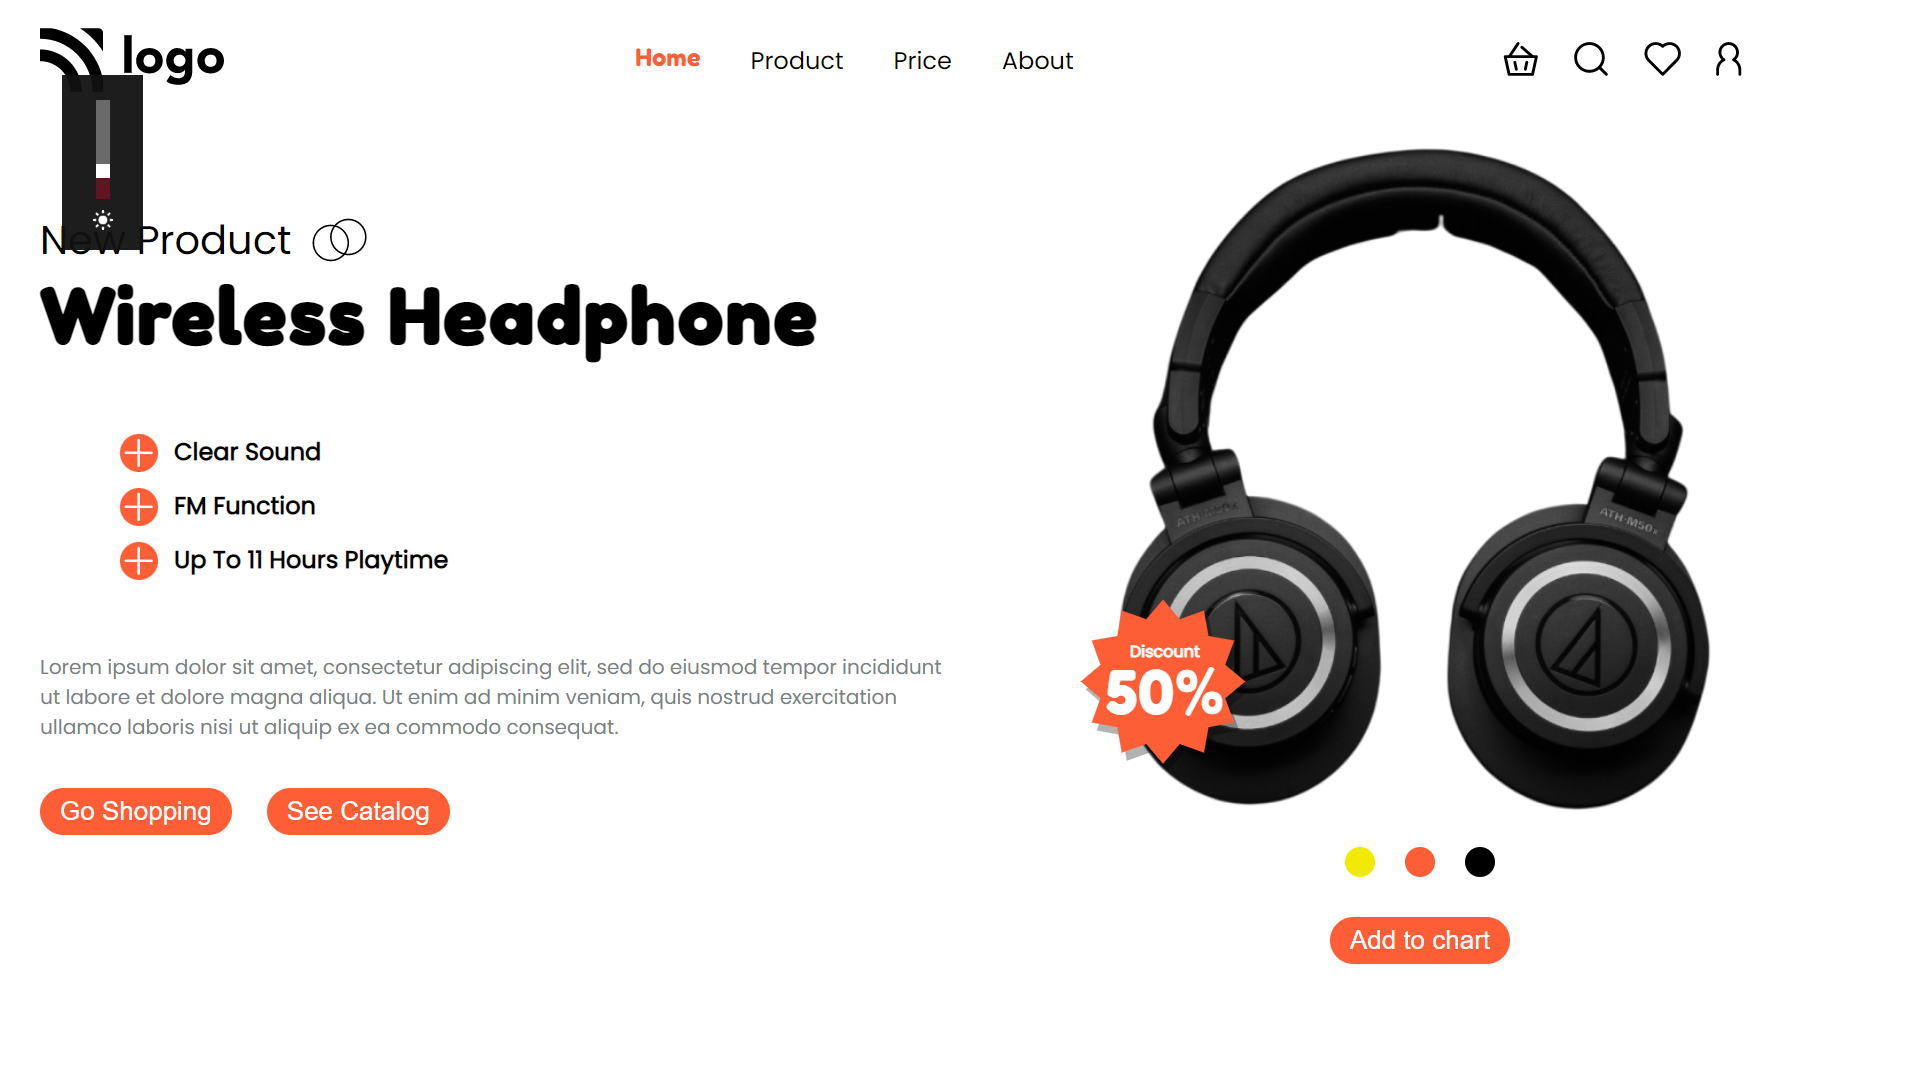 logo
Home Product Price About
New Product
Wireless Headphone
Clear Sound
FM Function
Up To 11 Hours Playtime
Lorem ipsum dolor sit amet, consectetur adipiscing elit, sed do eiusmod tempor incididunt
ut labore et dolore magna aliqua. Ut enim ad minim veniam, quis nostrud exercitation
ullamco laboris nisi ut aliquip ex ea commodo consequat.
Go Shopping See Catalog
ATH-M50x
ATH-M50x
Discount
50%
Add to chart